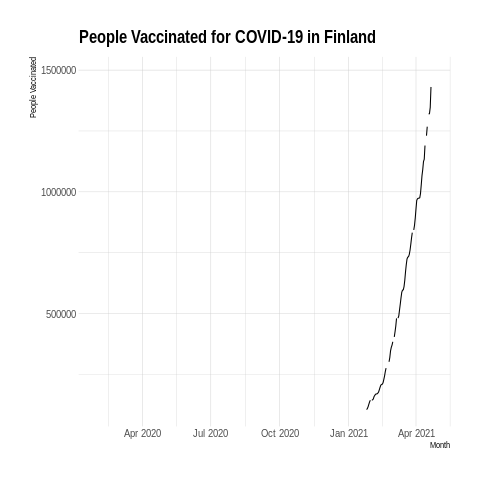 People Vaccinated for COVID-19 in Finland
People Vaccinated
1500000
1000000
500000
Apr 2020
Jul 2020
Oct 2020
Jan 2021
Apr 2021
Month